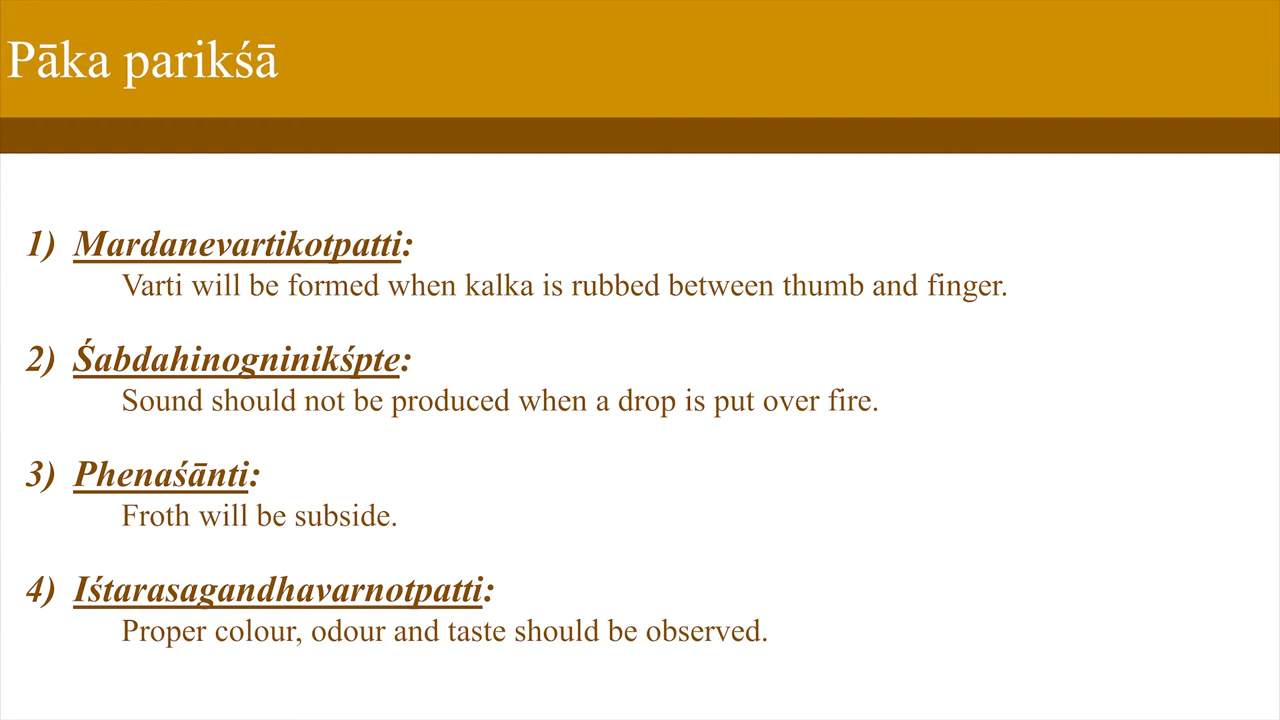 Pāka parikśā
1) Mardanevartikotpatti:
Varti will be formed when kalka is rubbed between thumb and finger.
2) Śabdahinogninikśpte:
Sound should not be produced when a drop is put over fire.
3) Phenaśānti:
Froth will be subside.
4) Iśtarasagandhavarnotpatti:
Proper colour, odour and taste should be observed.